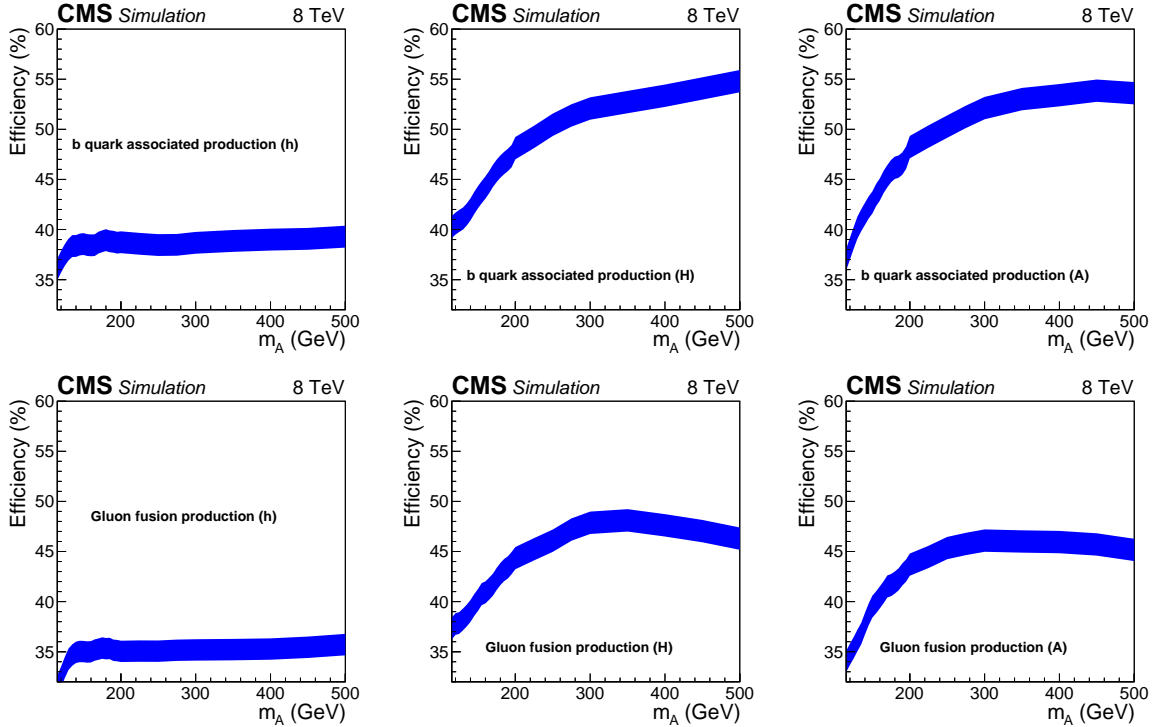 CMS Simulation 8 TeV
Efficiency (%)
60
55
50
45
40
35
b quark associated production (h)
200 300 400 500
m_A (GeV)
CMS Simulation 8 TeV
Efficiency (%)
60
55
50
45
40
35
b quark associated production (H)
200 300 400 500
m_A (GeV)
CMS Simulation 8 TeV
Efficiency (%)
60
55
50
45
40
35
b quark associated production (A)
200 300 400 500
m_A (GeV)
CMS Simulation 8 TeV
Efficiency (%)
60
55
50
45
40
35
Gluon fusion production (h)
200 300 400 500
m_A (GeV)
CMS Simulation 8 TeV
Efficiency (%)
60
55
50
45
40
35
Gluon fusion production (H)
200 300 400 500
m_A (GeV)
CMS Simulation 8 TeV
Efficiency (%)
60
55
50
45
40
35
Gluon fusion production (A)
200 300 400 500
m_A (GeV)